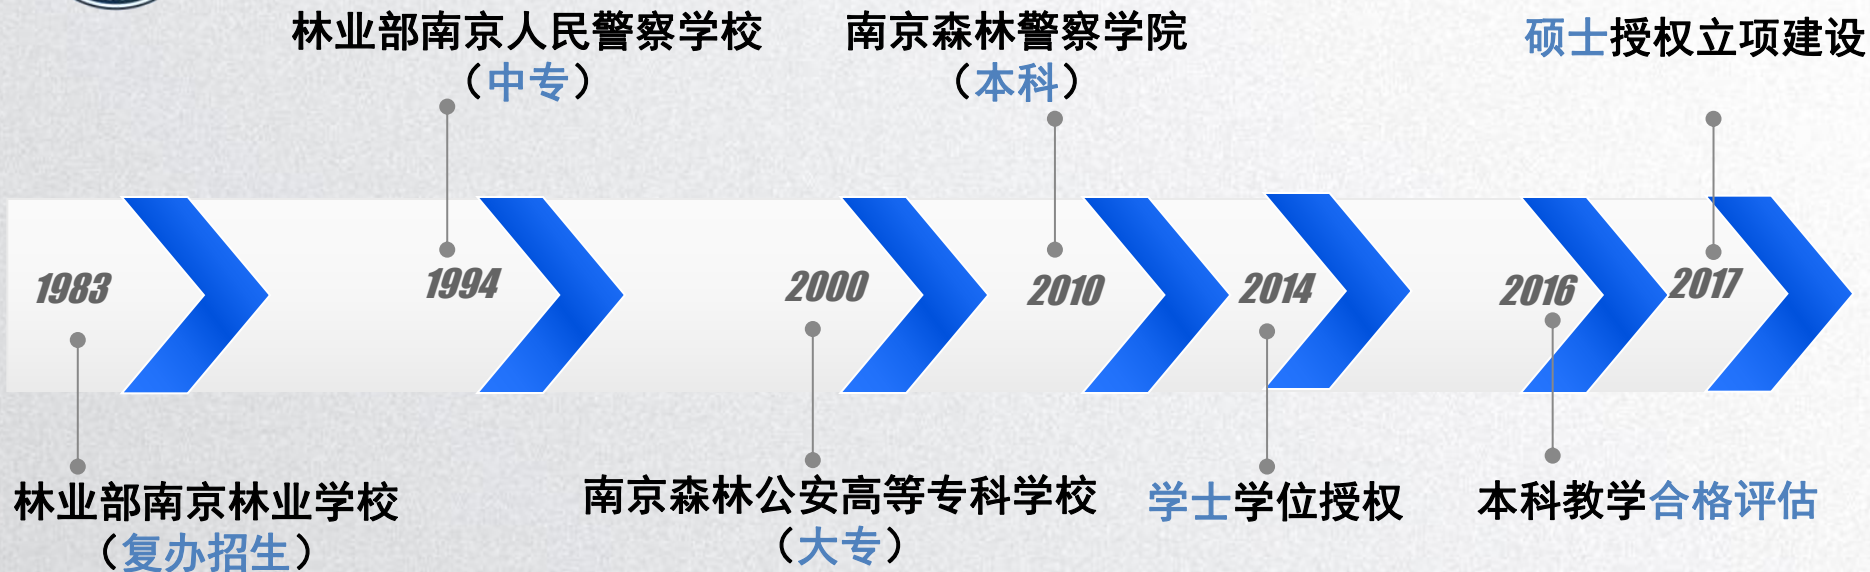 林业部南京人民警察学校
（中专）
南京森林警察学院
（本科）
硕士授权立项建设
1983
1994
2000
2010
2014
2016
2017
林业部南京林业学校
（复办招生）
南京森林公安高等专科学校
（大专）
学士学位授权
本科教学合格评估